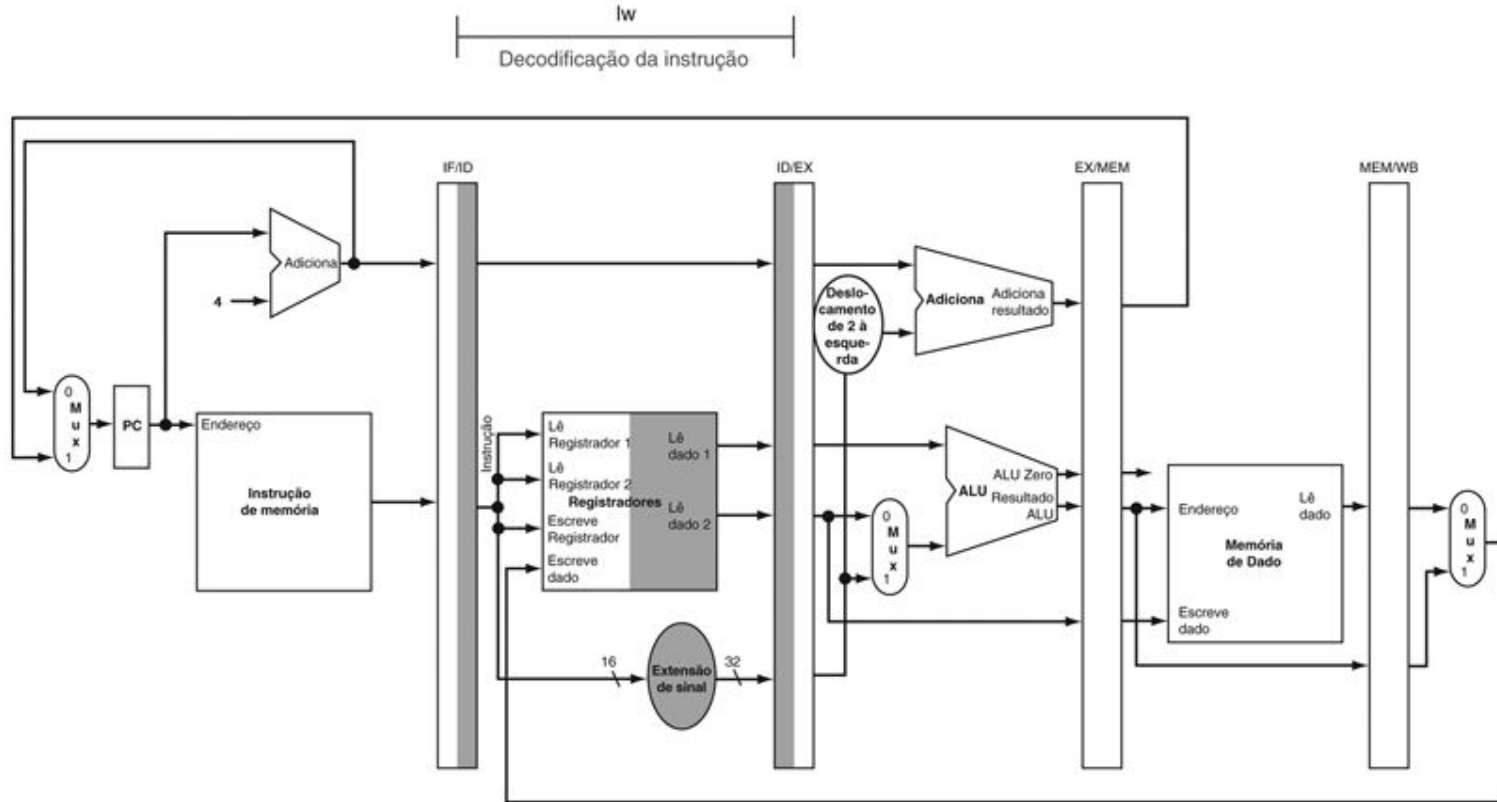 lw
Decodificação da instrução
IF/ID
ID/EX
EX/MEM
MEM/WB
Adiciona
4
Deslo-
camento
de 2 à
esque-
rda
Adiciona
Adiciona
resultado
0
M
u
x
1
PC
Endereço
Instrução
de memória
Instrução
Lê
Registrador 1
Lê
Registrador 2
Registradores
Escreve
Registrador
Escreve
dado
Lê
dado 1
Lê
dado 2
16
Extensão
de sinal
32
0
M
u
x
1
ALU
ALU Zero
Resultado
ALU
Endereço
Lê
dado
Memória
de Dado
Escreve
dado
0
M
u
x
1